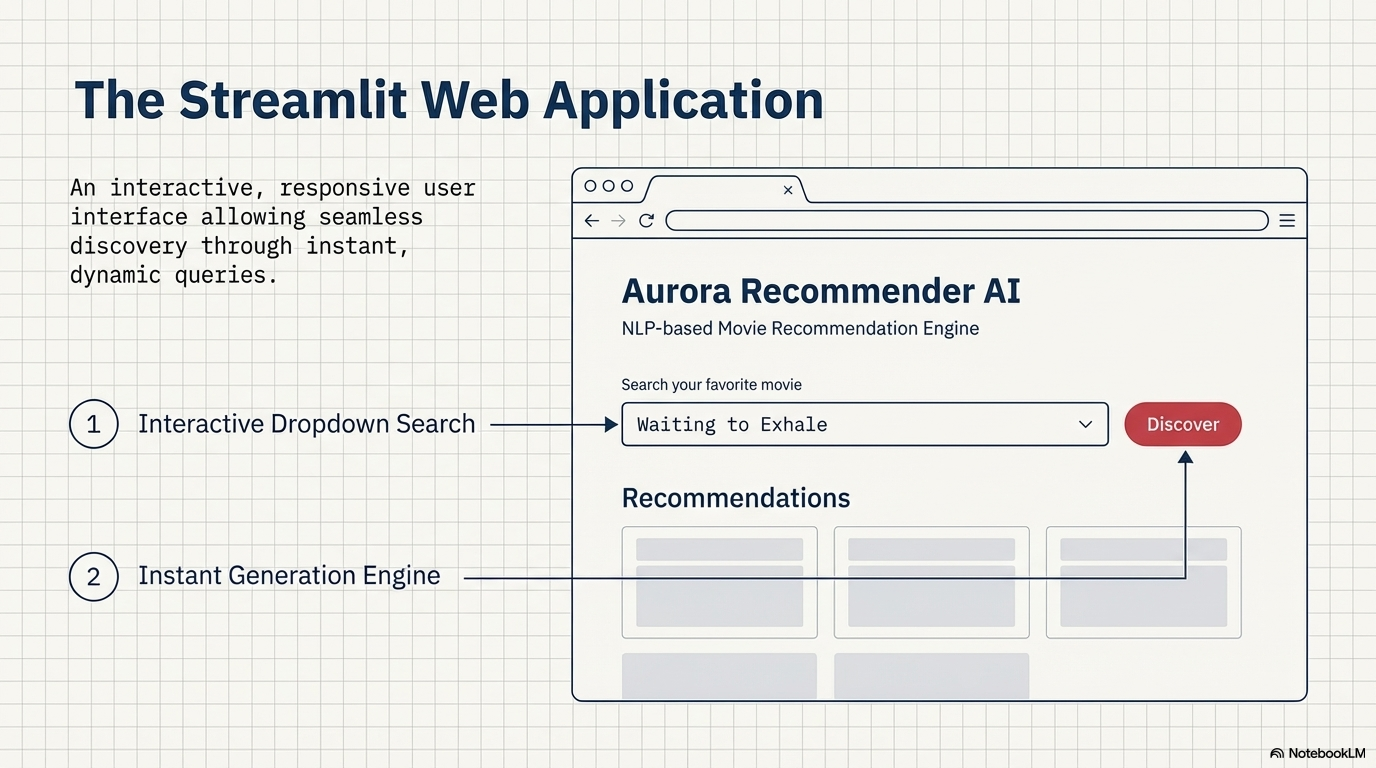 The Streamlit Web Application
An interactive, responsive user
interface allowing seamless
discovery through instant,
dynamic queries.
1 Interactive Dropdown Search
2 Instant Generation Engine
Aurora Recommender AI
NLP-based Movie Recommendation Engine
Search your favorite movie
Waiting to Exhale
Discover
Recommendations
NotebookLM